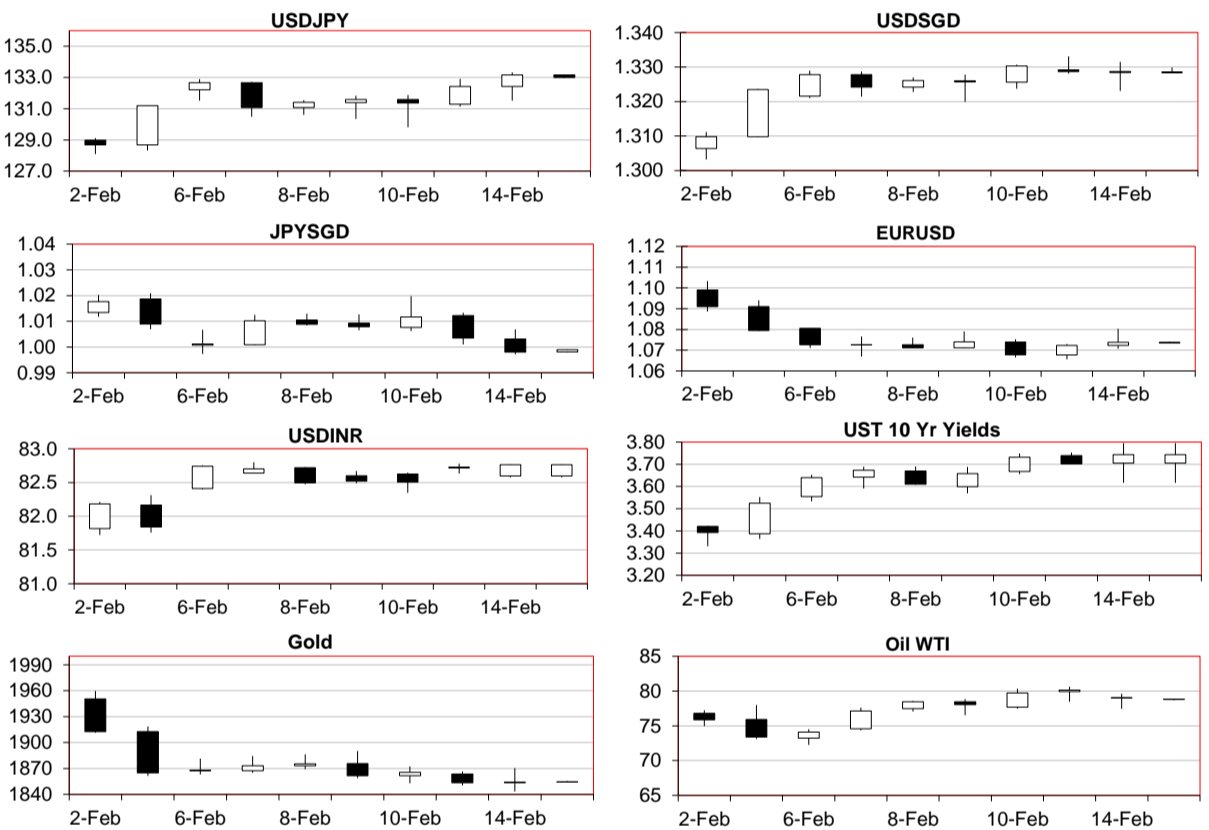 USDJPY
135.0
133.0
131.0
129.0
127.0
2-Feb 6-Feb 8-Feb 10-Feb 14-Feb
USDSGD
1.340
1.330
1.320
1.310
1.300
2-Feb 6-Feb 8-Feb 10-Feb 14-Feb
JPYSGD
1.04
1.03
1.02
1.01
1.00
0.99
2-Feb 6-Feb 8-Feb 10-Feb 14-Feb
EURUSD
1.12
1.11
1.10
1.09
1.08
1.07
1.06
2-Feb 6-Feb 8-Feb 10-Feb 14-Feb
USDINR
83.0
82.5
82.0
81.5
81.0
2-Feb 6-Feb 8-Feb 10-Feb 14-Feb
UST 10 Yr Yields
3.80
3.70
3.60
3.50
3.40
3.30
3.20
2-Feb 6-Feb 8-Feb 10-Feb 14-Feb
Gold
1990
1960
1930
1900
1870
1840
2-Feb 6-Feb 8-Feb 10-Feb 14-Feb
Oil WTI
85
80
75
70
65
2-Feb 6-Feb 8-Feb 10-Feb 14-Feb